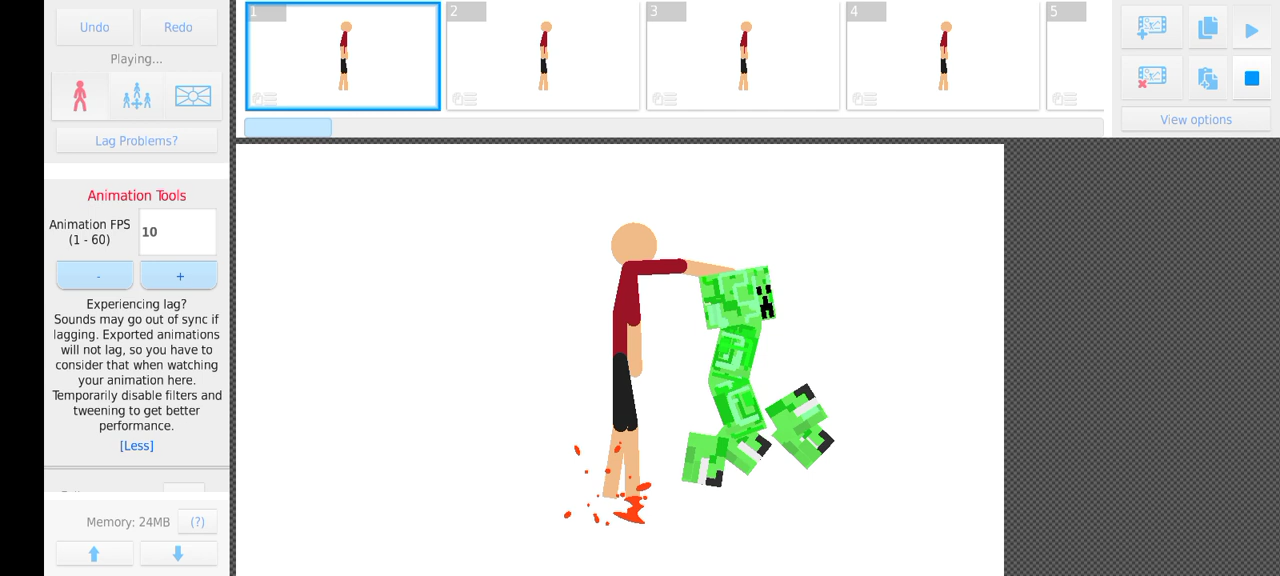 Undo
Redo
Playing...
Lag Problems?
1
2
3
4
5
View options
Animation Tools
Animation FPS
(1 - 60)
10
-
+
Experiencing lag?
Sounds may go out of sync if
lagging. Exported animations
will not lag, so you have to
consider that when watching
your animation here.
Temporarily disable filters and
tweening to get better
performance.
[Less]
Memory: 24MB
(?)